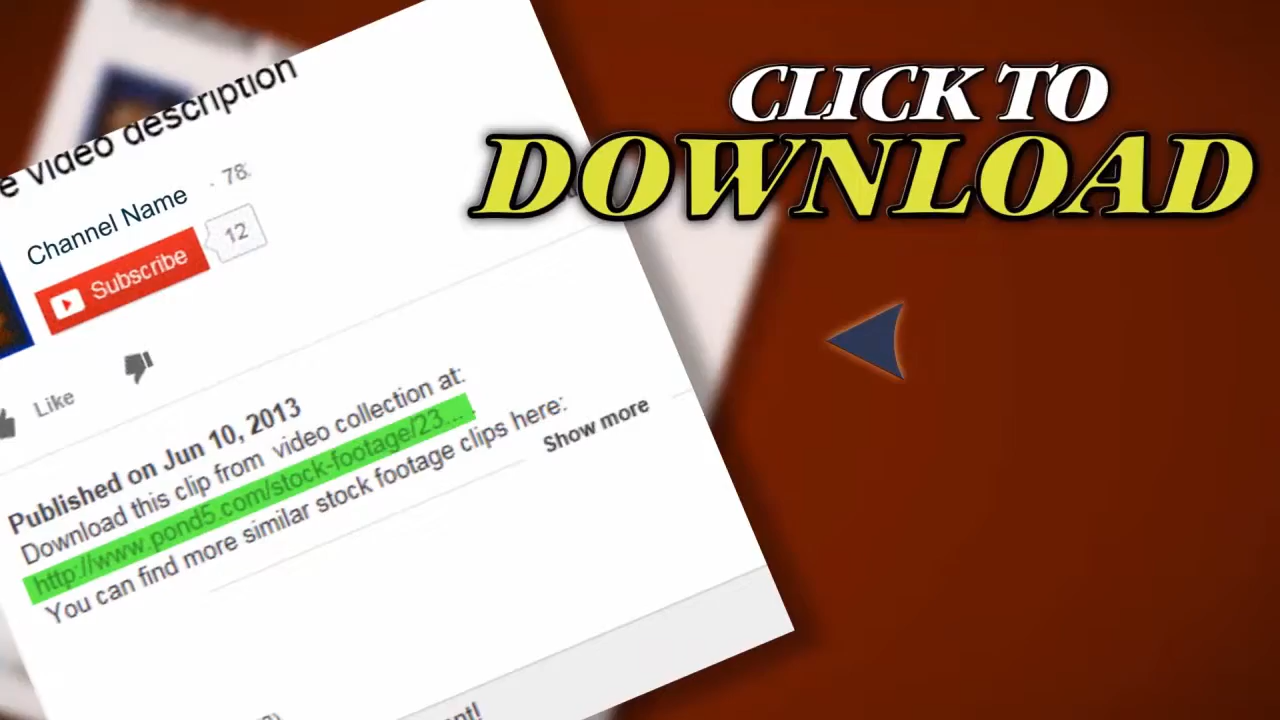 CLICK TO
DOWNLOAD
e video description
Channel Name
78
Subscribe
12
Like
Published on Jun 10, 2013
Download this clip from video collection at:
http://www.pond5.com/stock-footage/23... .
You can find more similar stock footage clips here:
Show more